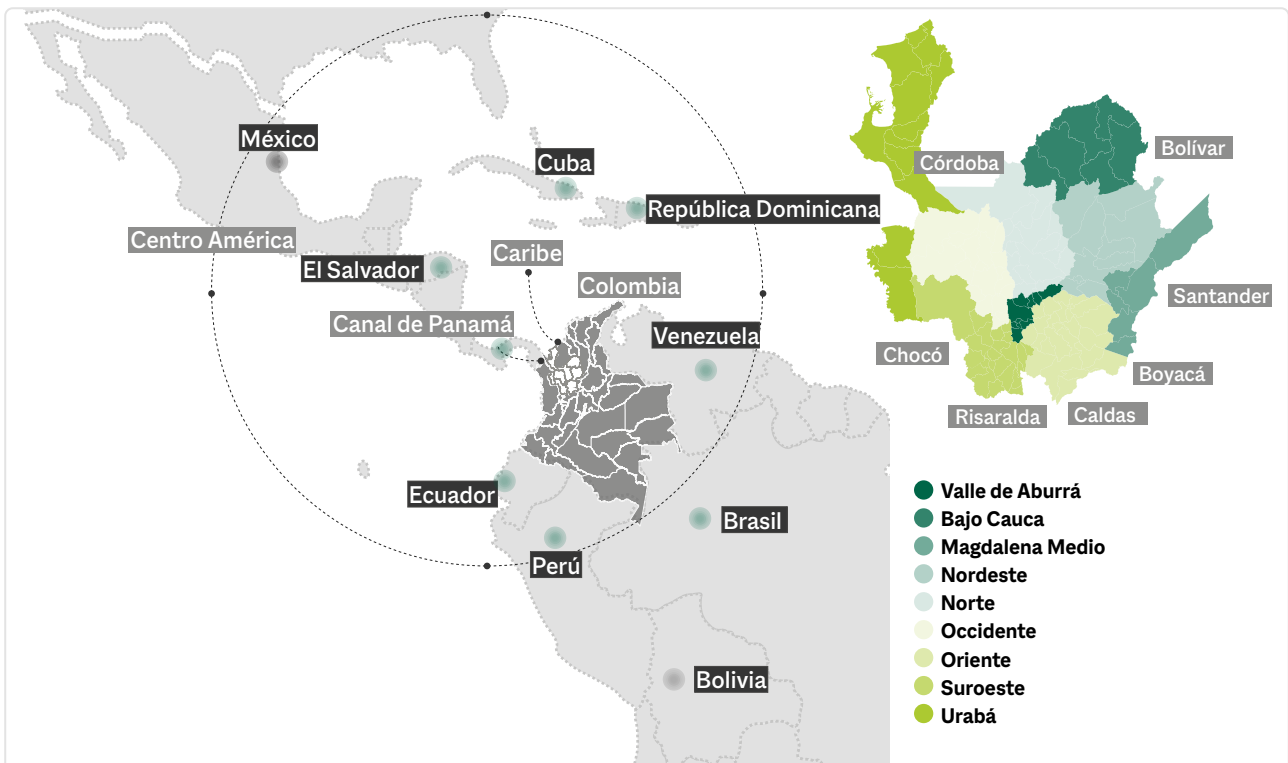 México
Cuba
República Dominicana
Centro América
Caribe
El Salvador
Colombia
Canal de Panamá
Venezuela
Ecuador
Brasil
Perú
Bolivia
Córdoba
Bolívar
Santander
Chocó
Boyacá
Risaralda
Caldas
Valle de Aburrá
Bajo Cauca
Magdalena Medio
Nordeste
Norte
Occidente
Oriente
Suroeste
Urabá